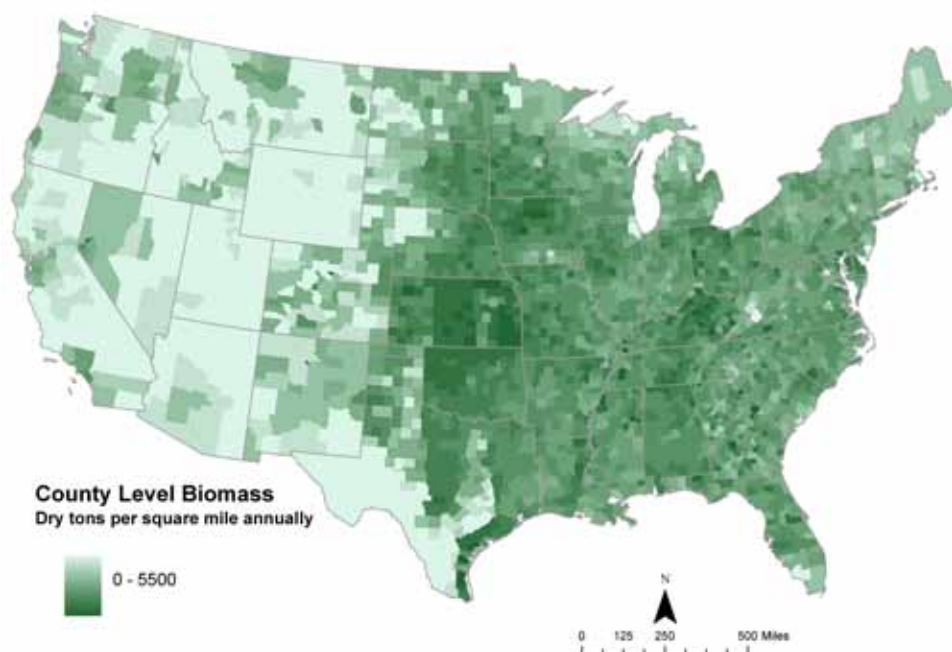 County Level Biomass
Dry tons per square mile annually
0 - 5500
N
0 125 250 500 Miles